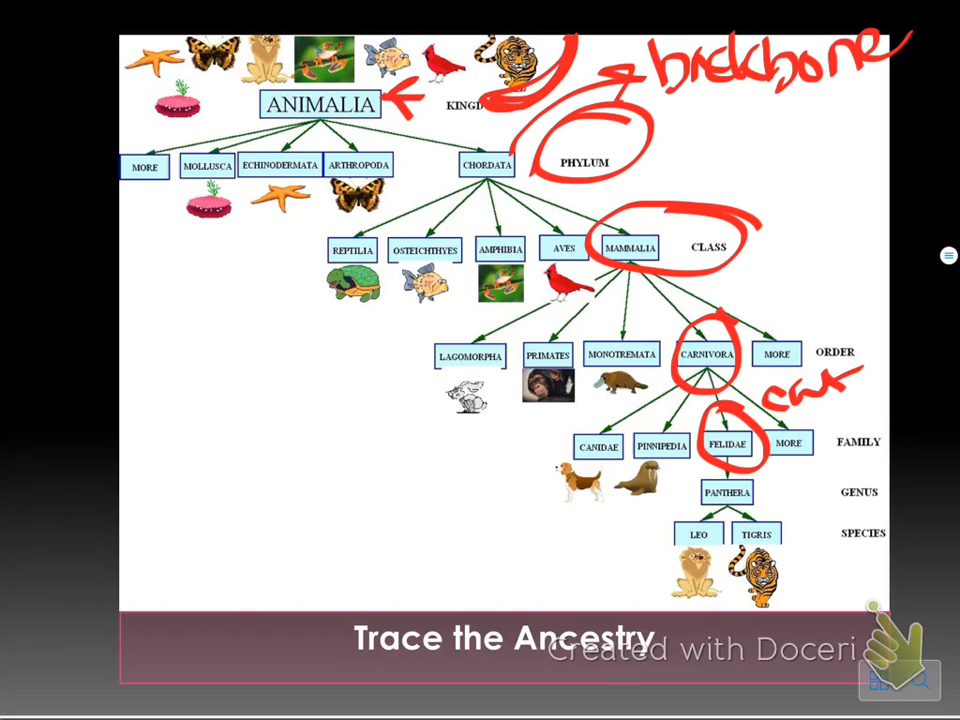 backbone
ANIMALIA KINGD
MORE MOLLUSCA ECHINODERMATA ARTHROPODA CHORDATA PHYLUM
REPTILIA OSTEICHTHYES AMPHIBIA AVES MAMMALIA CLASS
LAGOMORPHA PRIMATES MONOTREMATA CARNIVORA MORE ORDER
cat
CANIDAE PINNIPEDIA FELIDAE MORE FAMILY
PANTHERA GENUS
LEO TIGRIS SPECIES
Trace the Ancestry
Created with Doceri